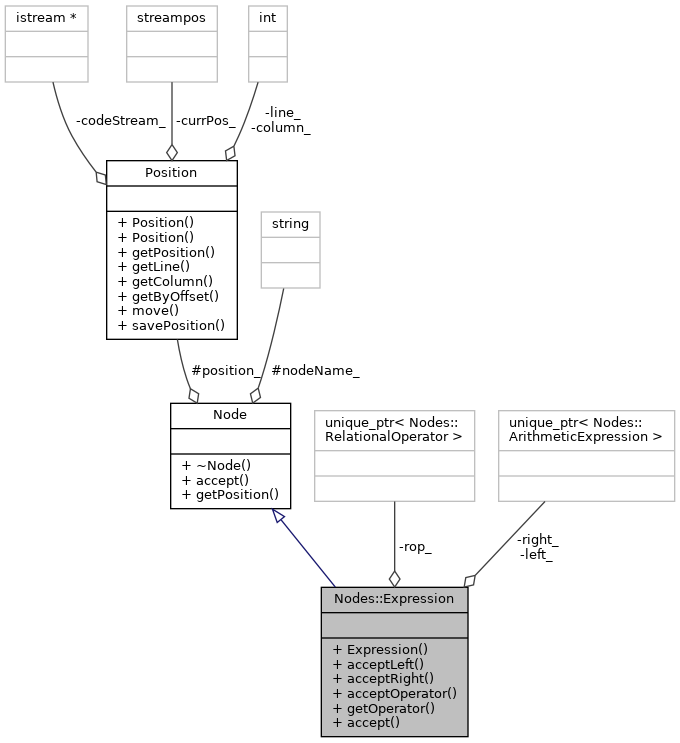 istream *
streampos
int
-codeStream_
-currPos_
-line_
-column_
Position
+ Position()
+ Position()
+ getPosition()
+ getLine()
+ getColumn()
+ getByOffset()
+ move()
+ savePosition()
string
#position_
#nodeName_
Node
+ ~Node()
+ accept()
+ getPosition()
unique_ptr< Nodes::
RelationalOperator >
unique_ptr< Nodes::
ArithmeticExpression >
-rop_
-right_
-left_
Nodes::Expression
+ Expression()
+ acceptLeft()
+ acceptRight()
+ acceptOperator()
+ getOperator()
+ accept()